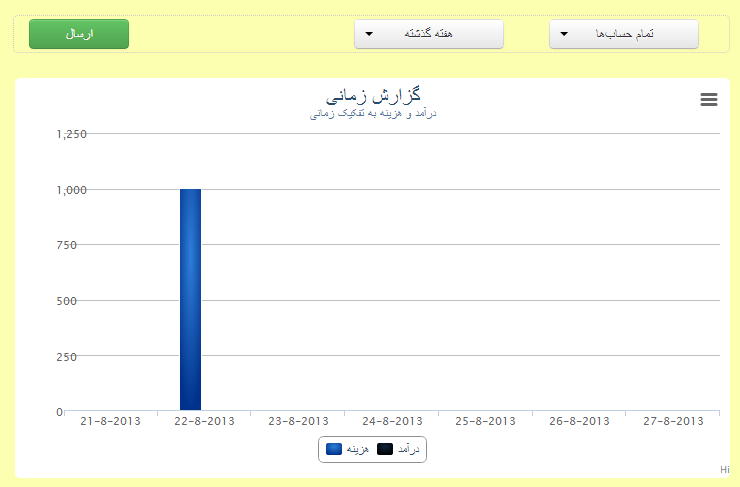 تمام حساب‌ها
هفته گذشته
ارسال
گزارش زمانی
درآمد و هزینه به تفکیک زمانی
1,250
1,000
750
500
250
0
21-8-2013 22-8-2013 23-8-2013 24-8-2013 25-8-2013 26-8-2013 27-8-2013
درآمد هزینه
Hi